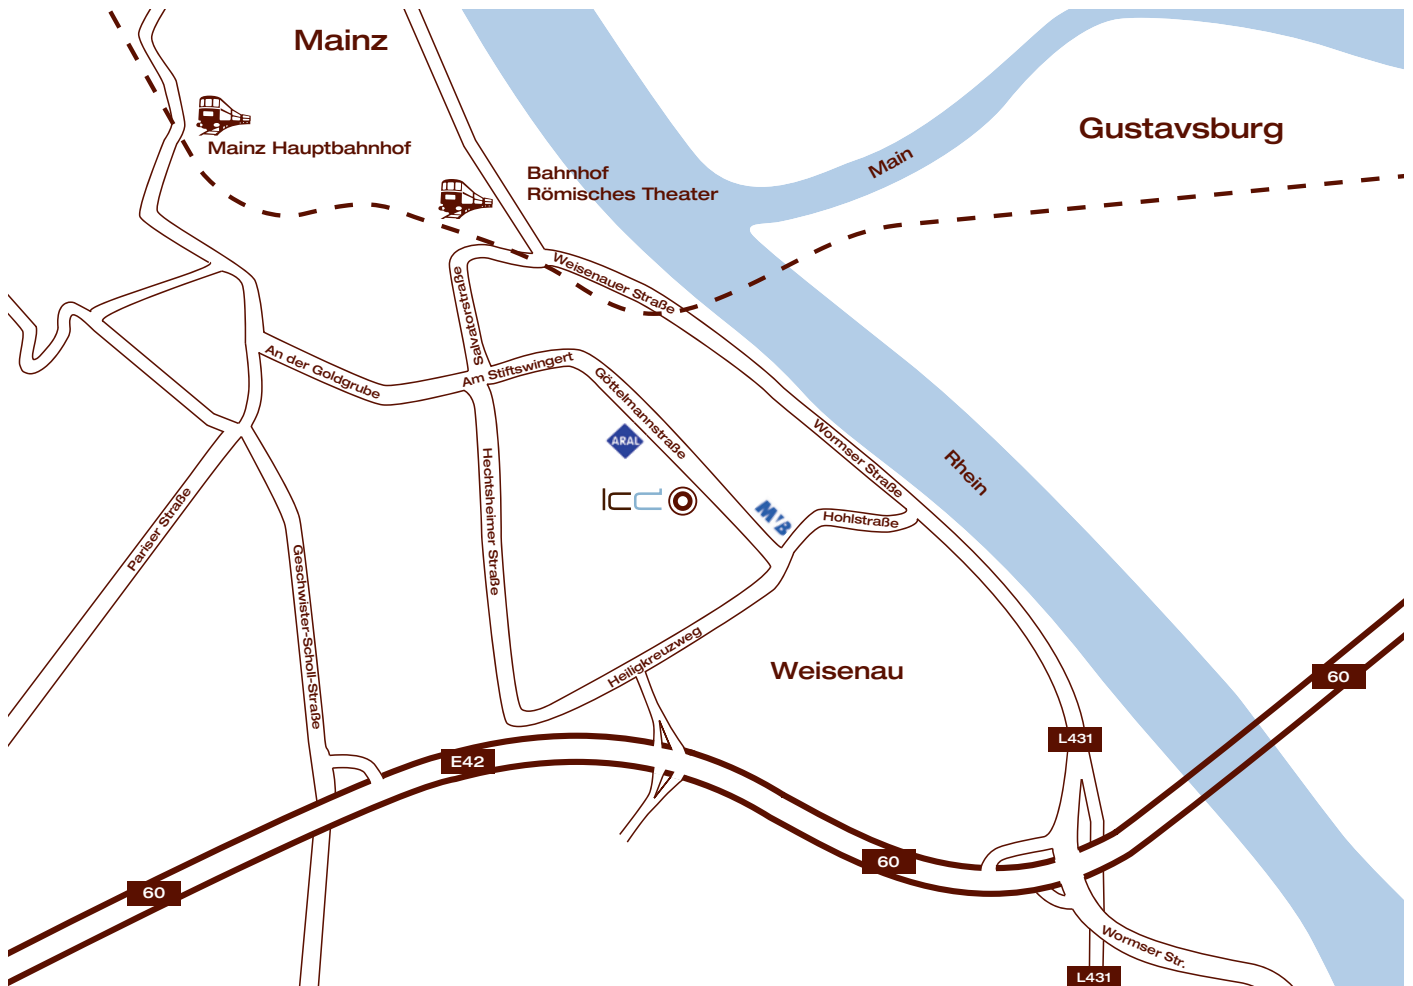 Mainz
Gustavsburg
Mainz Hauptbahnhof
Main
Bahnhof
Römisches Theater
Weisenauer Straße
Salvatorstraße
An der Goldgrube
Am Stiftswingert
Göttelmannstraße
ARAL
Wormser Straße
Rhein
Hechtsheimer Straße
MVB
Hohlstraße
Pariser Straße
Geschwister-Scholl-Straße
Heiligkreuzweg
Weisenau
60
L431
E42
60
60
Wormser Str.
L431